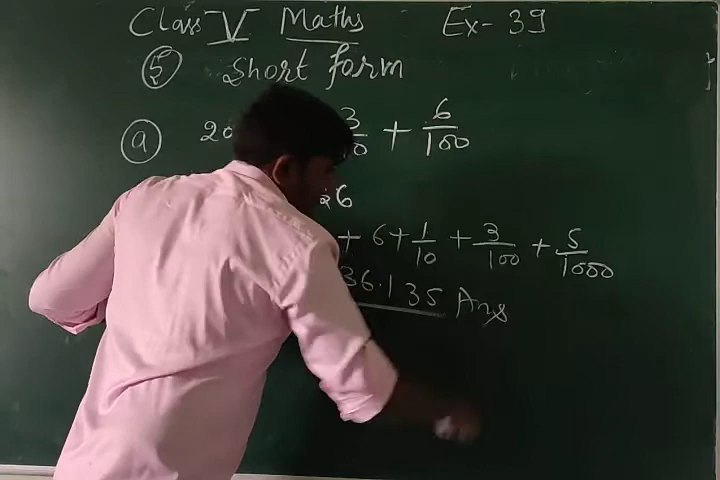 Class V Maths Ex-39
5 Short form
a 20 3/10 + 6/100
26
+ 6 + 1/10 + 3/100 + 5/1000
36.135 Ans